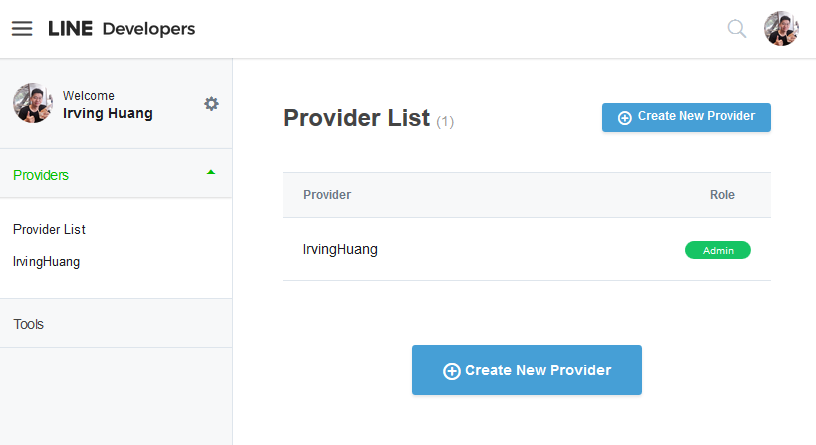 LINE Developers
Welcome
Irving Huang
Providers
Provider List
IrvingHuang
Tools
Provider List (1)
Create New Provider
Provider Role
IrvingHuang Admin
Create New Provider